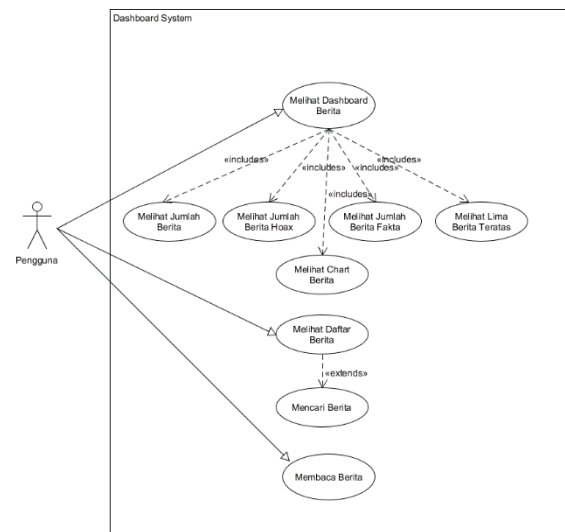 Dashboard System
Melihat Dashboard
Berita
«includes»
«includes»
«includes»
«includes»
«includes»
Melihat Jumlah
Berita
Melihat Jumlah
Berita Hoax
Melihat Jumlah
Berita Fakta
Melihat Lima
Berita Teratas
Pengguna
Melihat Chart
Berita
Melihat Daftar
Berita
«extends»
Mencari Berita
Membaca Berita